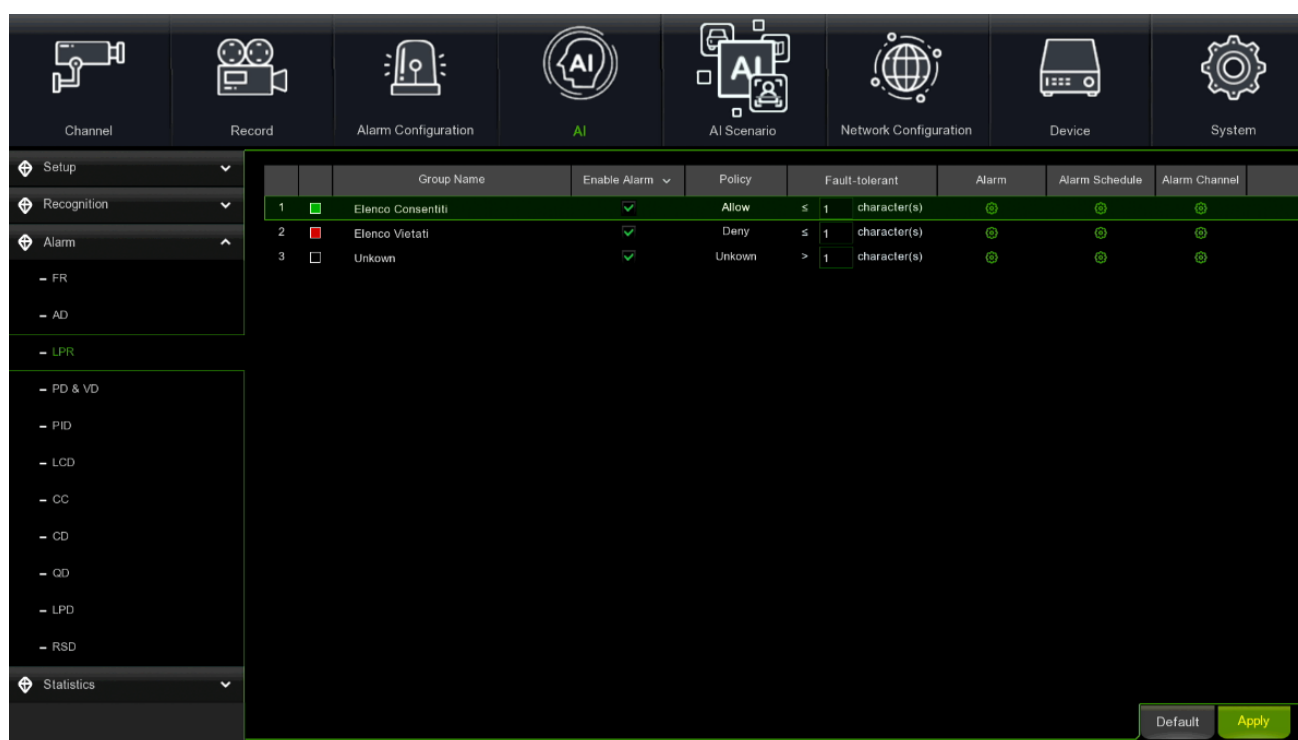 AI
AI
Channel Record Alarm Configuration AI AI Scenario Network Configuration Device System
Setup
Group Name Enable Alarm Policy Fault-tolerant Alarm Alarm Schedule Alarm Channel
Recognition
1 Elenco Consentiti Allow ≤ 1 character(s)
2 Elenco Vietati Deny ≤ 1 character(s)
Alarm
3 Unkown Unkown > 1 character(s)
– FR
– AD
– LPR
– PD & VD
– PID
– LCD
– CC
– CD
– QD
– LPD
– RSD
Statistics
Default Apply